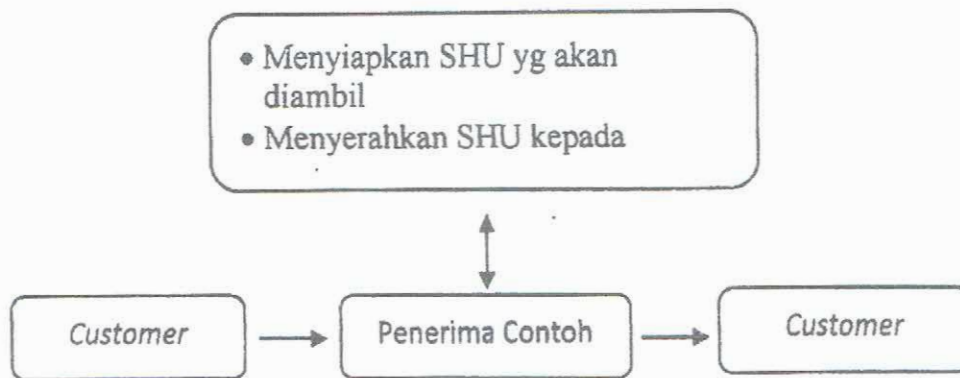 • Menyiapkan SHU yg akan
diambil
• Menyerahkan SHU kepada
Customer
Penerima Contoh
Customer